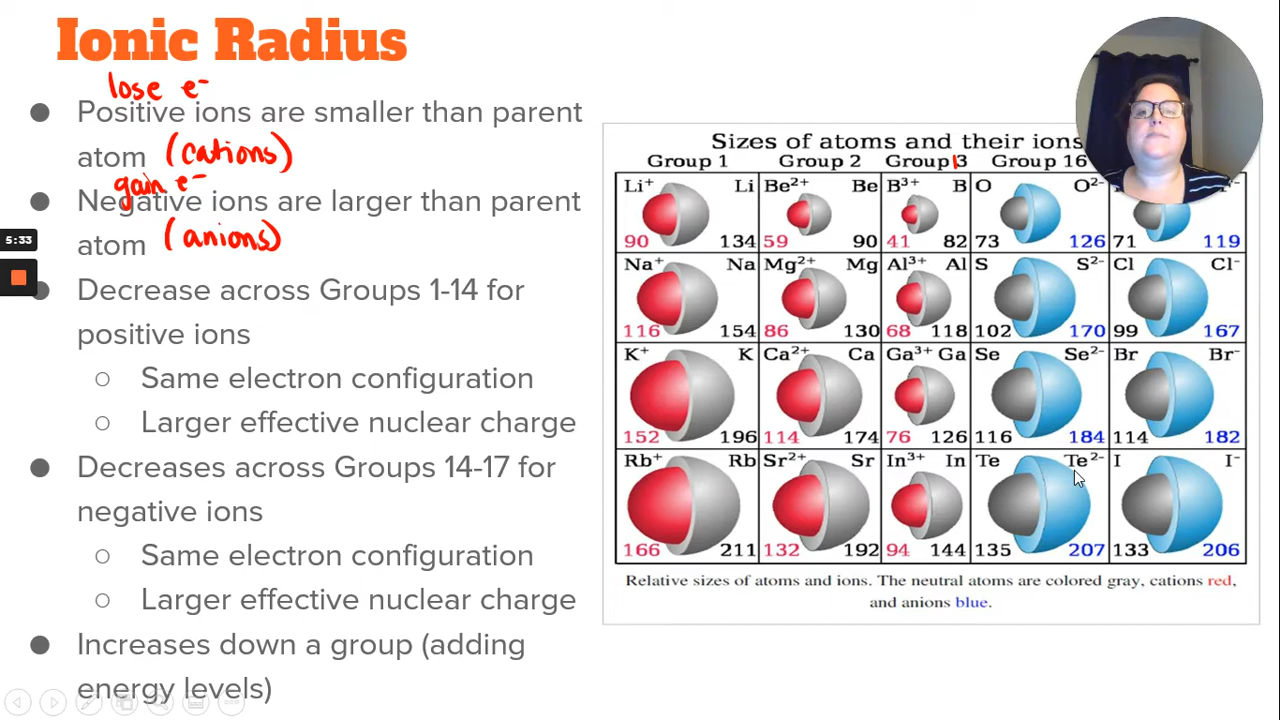 Ionic Radius
lose e⁻
Positive ions are smaller than parent
atom (cations)
gain e⁻
Negative ions are larger than parent
atom (anions)
5:33
Decrease across Groups 1-14 for
positive ions
Same electron configuration
Larger effective nuclear charge
Decreases across Groups 14-17 for
negative ions
Same electron configuration
Larger effective nuclear charge
Increases down a group (adding
energy levels)
Sizes of atoms and their ions
Group 1 Group 2 Group 13 Group 16
Li⁺ Li Be²⁺ Be B³⁺ B O O²⁻
90 134 59 90 41 82 73 126 71 119
Na⁺ Na Mg²⁺ Mg Al³⁺ Al S S²⁻ Cl Cl⁻
116 154 86 130 68 118 102 170 99 167
K⁺ K Ca²⁺ Ca Ga³⁺ Ga Se Se²⁻ Br Br⁻
152 196 114 174 76 126 116 184 114 182
Rb⁺ Rb Sr²⁺ Sr In³⁺ In Te Te²⁻ I I⁻
166 211 132 192 94 144 135 207 133 206
Relative sizes of atoms and ions. The neutral atoms are colored gray, cations red,
and anions blue.